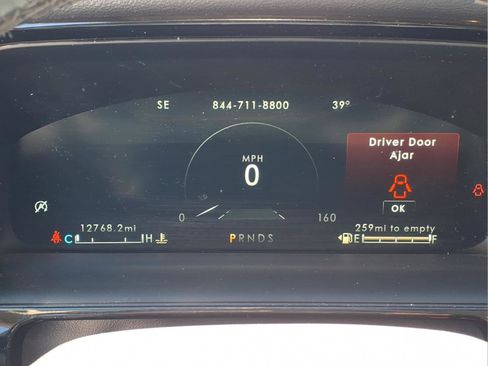 SE 844-711-8800 39°
Driver Door
Ajar
OK
MPH
0
0 160
12768.2mi
C H
PRNDS
259mi to empty
E F